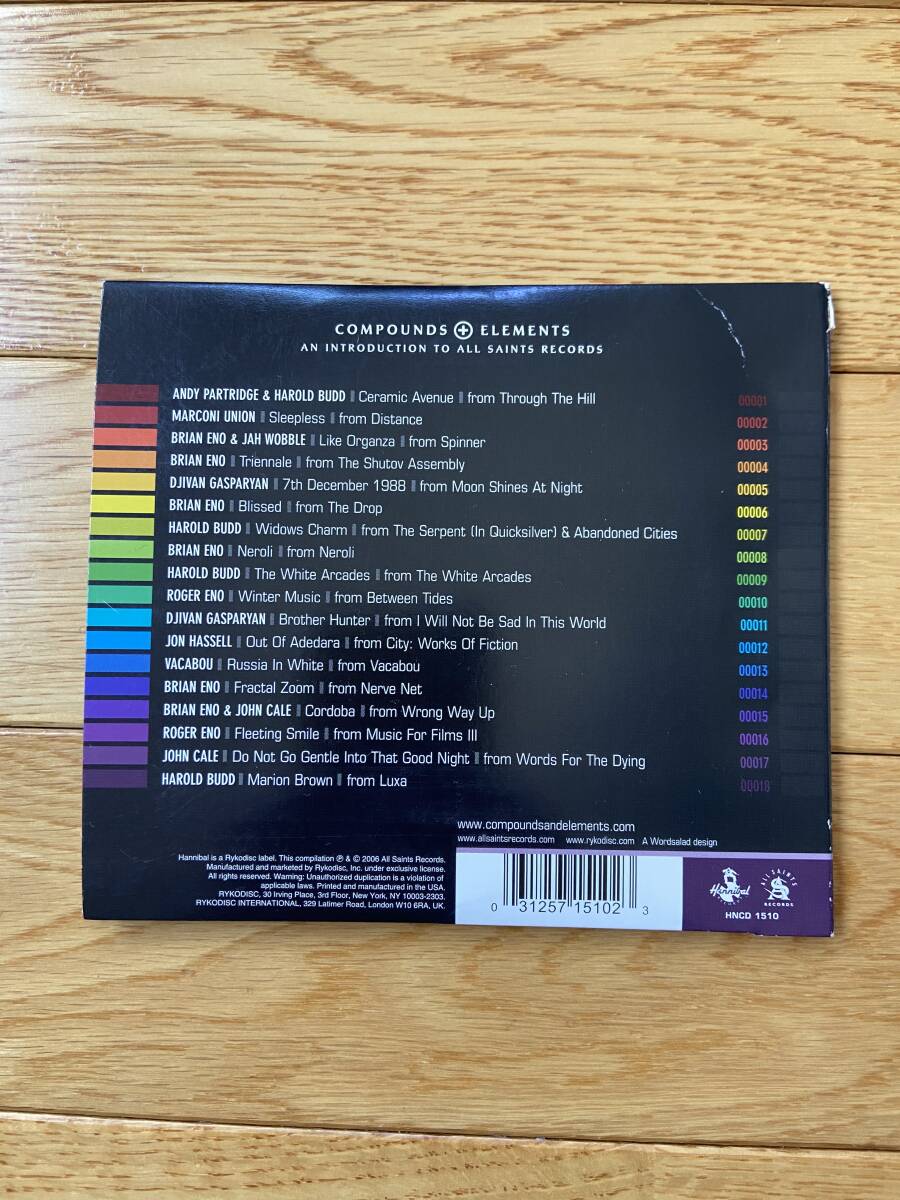 COMPOUNDS + ELEMENTS
AN INTRODUCTION TO ALL SAINTS RECORDS
ANDY PARTRIDGE & HAROLD BUDD | Ceramic Avenue | from Through The Hill 00001
MARCONI UNION | Sleepless | from Distance 00002
BRIAN ENO & JAH WOBBLE | Like Organza | from Spinner 00003
BRIAN ENO | Triennale | from The Shutov Assembly 00004
DJIVAN GASPARYAN | 7th December 1988 | from Moon Shines At Night 00005
BRIAN ENO | Blissed | from The Drop 00006
HAROLD BUDD | Widows Charm | from The Serpent (In Quicksilver) & Abandoned Cities 00007
BRIAN ENO | Neroli | from Neroli 00008
HAROLD BUDD | The White Arcades | from The White Arcades 00009
ROGER ENO | Winter Music | from Between Tides 00010
DJIVAN GASPARYAN | Brother Hunter | from I Will Not Be Sad In This World 00011
JON HASSELL | Out Of Adedara | from City: Works Of Fiction 00012
VACABOU | Russia In White | from Vacabou 00013
BRIAN ENO | Fractal Zoom | from Nerve Net 00014
BRIAN ENO & JOHN CALE | Cordoba | from Wrong Way Up 00015
ROGER ENO | Fleeting Smile | from Music For Films III 00016
JOHN CALE | Do Not Go Gentle Into That Good Night | from Words For The Dying 00017
HAROLD BUDD | Marion Brown | from Luxa 00018
www.compoundsandelements.com
www.allsaintsrecords.com www.rykodisc.com A Wordsalad design
Hannibal is a Rykodisc label. This compilation ℗ & © 2006 All Saints Records.
Manufactured and marketed by Rykodisc, Inc. under exclusive license.
All rights reserved. Warning: Unauthorized duplication is a violation of
applicable laws. Printed and manufactured in the USA.
RYKODISC, 30 Irving Place, 3rd Floor, New York, NY 10003-2303.
RYKODISC INTERNATIONAL, 329 Latimer Road, London W10 6RA, UK.
0 31257 15102 3
Hannibal
ALL SAINTS
RECORDS
HNCD 1510